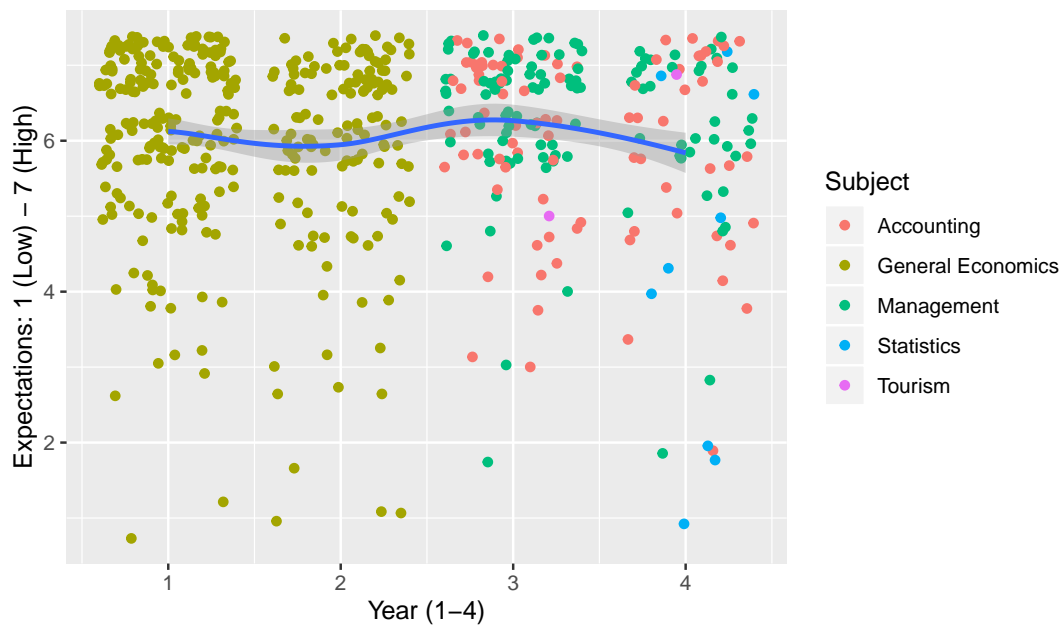 Expectations: 1 (Low) − 7 (High)
6
4
2
1
2
3
4
Year (1−4)
Subject
Accounting
General Economics
Management
Statistics
Tourism